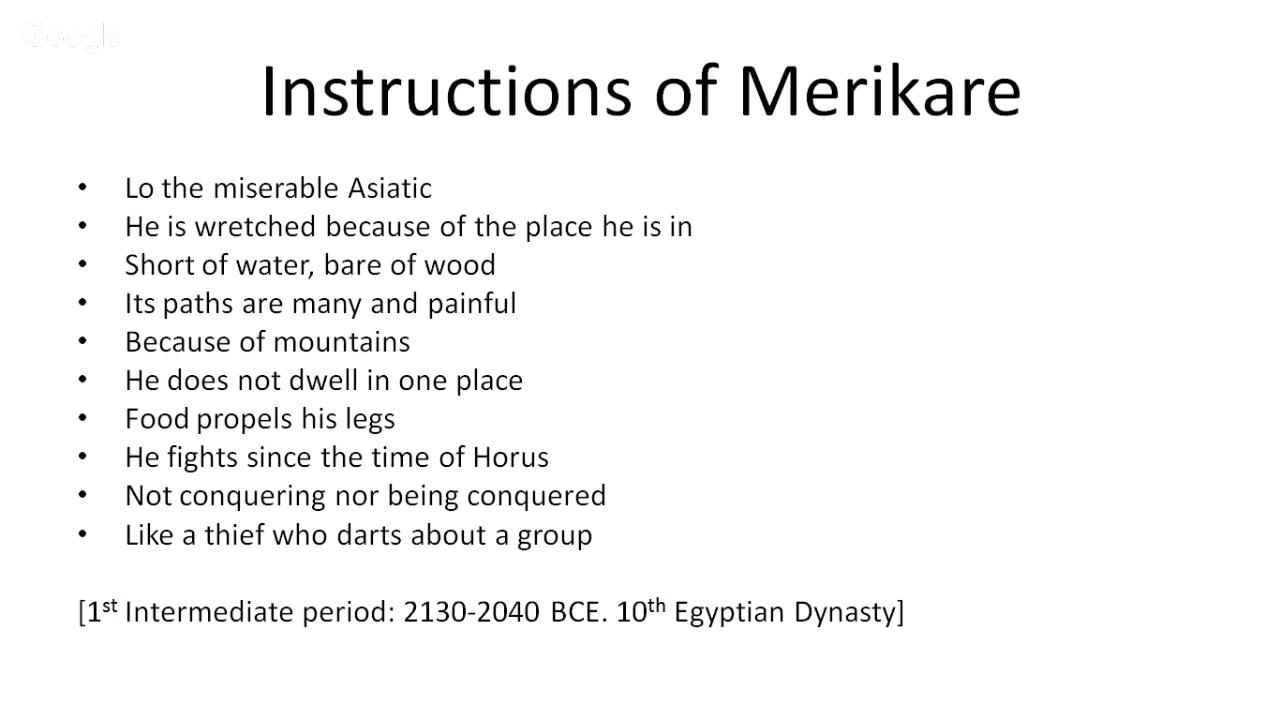 Google
Instructions of Merikare
• Lo the miserable Asiatic
• He is wretched because of the place he is in
• Short of water, bare of wood
• Its paths are many and painful
• Because of mountains
• He does not dwell in one place
• Food propels his legs
• He fights since the time of Horus
• Not conquering nor being conquered
• Like a thief who darts about a group
[1st Intermediate period: 2130-2040 BCE. 10th Egyptian Dynasty]